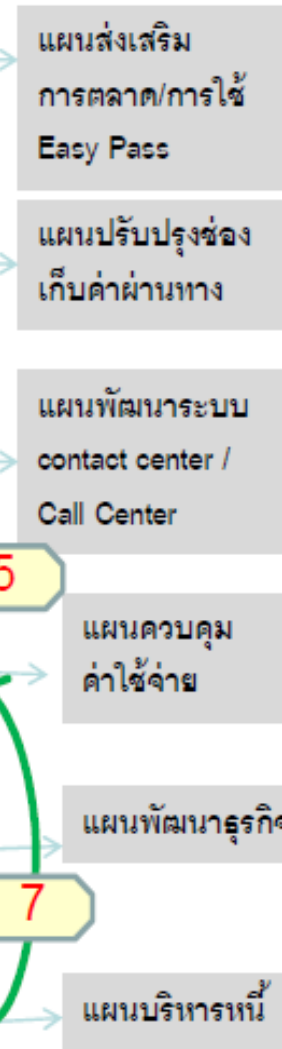 แผนส่งเสริม
การตลาด/การใช้
Easy Pass
แผนปรับปรุงช่อง
เก็บค่าผ่านทาง
แผนพัฒนาระบบ
contact center /
Call Center
5
แผนควบคุม
ค่าใช้จ่าย
แผนพัฒนาธุรกิจ
7
แผนบริหารหนี้